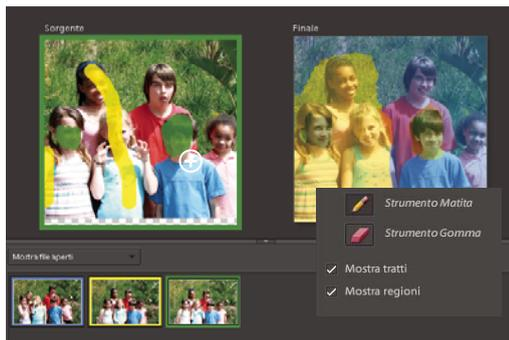 Sorgente
Finale
Strumento Matita
Strumento Gomma
Mostra file aperti
Mostra tratti
Mostra regioni